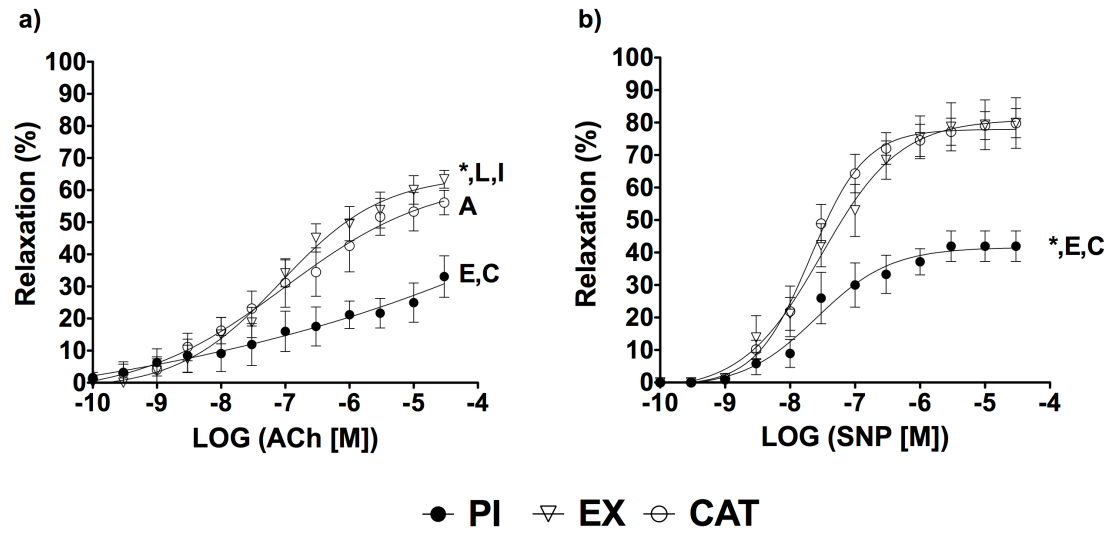 a)
Relaxation (%)
100
90
80
70
60
50
40
30
20
10
0
-10 -9 -8 -7 -6 -5 -4
LOG (ACh [M])
*,L,I
A
E,C
b)
Relaxation (%)
100
90
80
70
60
50
40
30
20
10
0
-10 -9 -8 -7 -6 -5 -4
LOG (SNP [M])
*,E,C
PI EX CAT